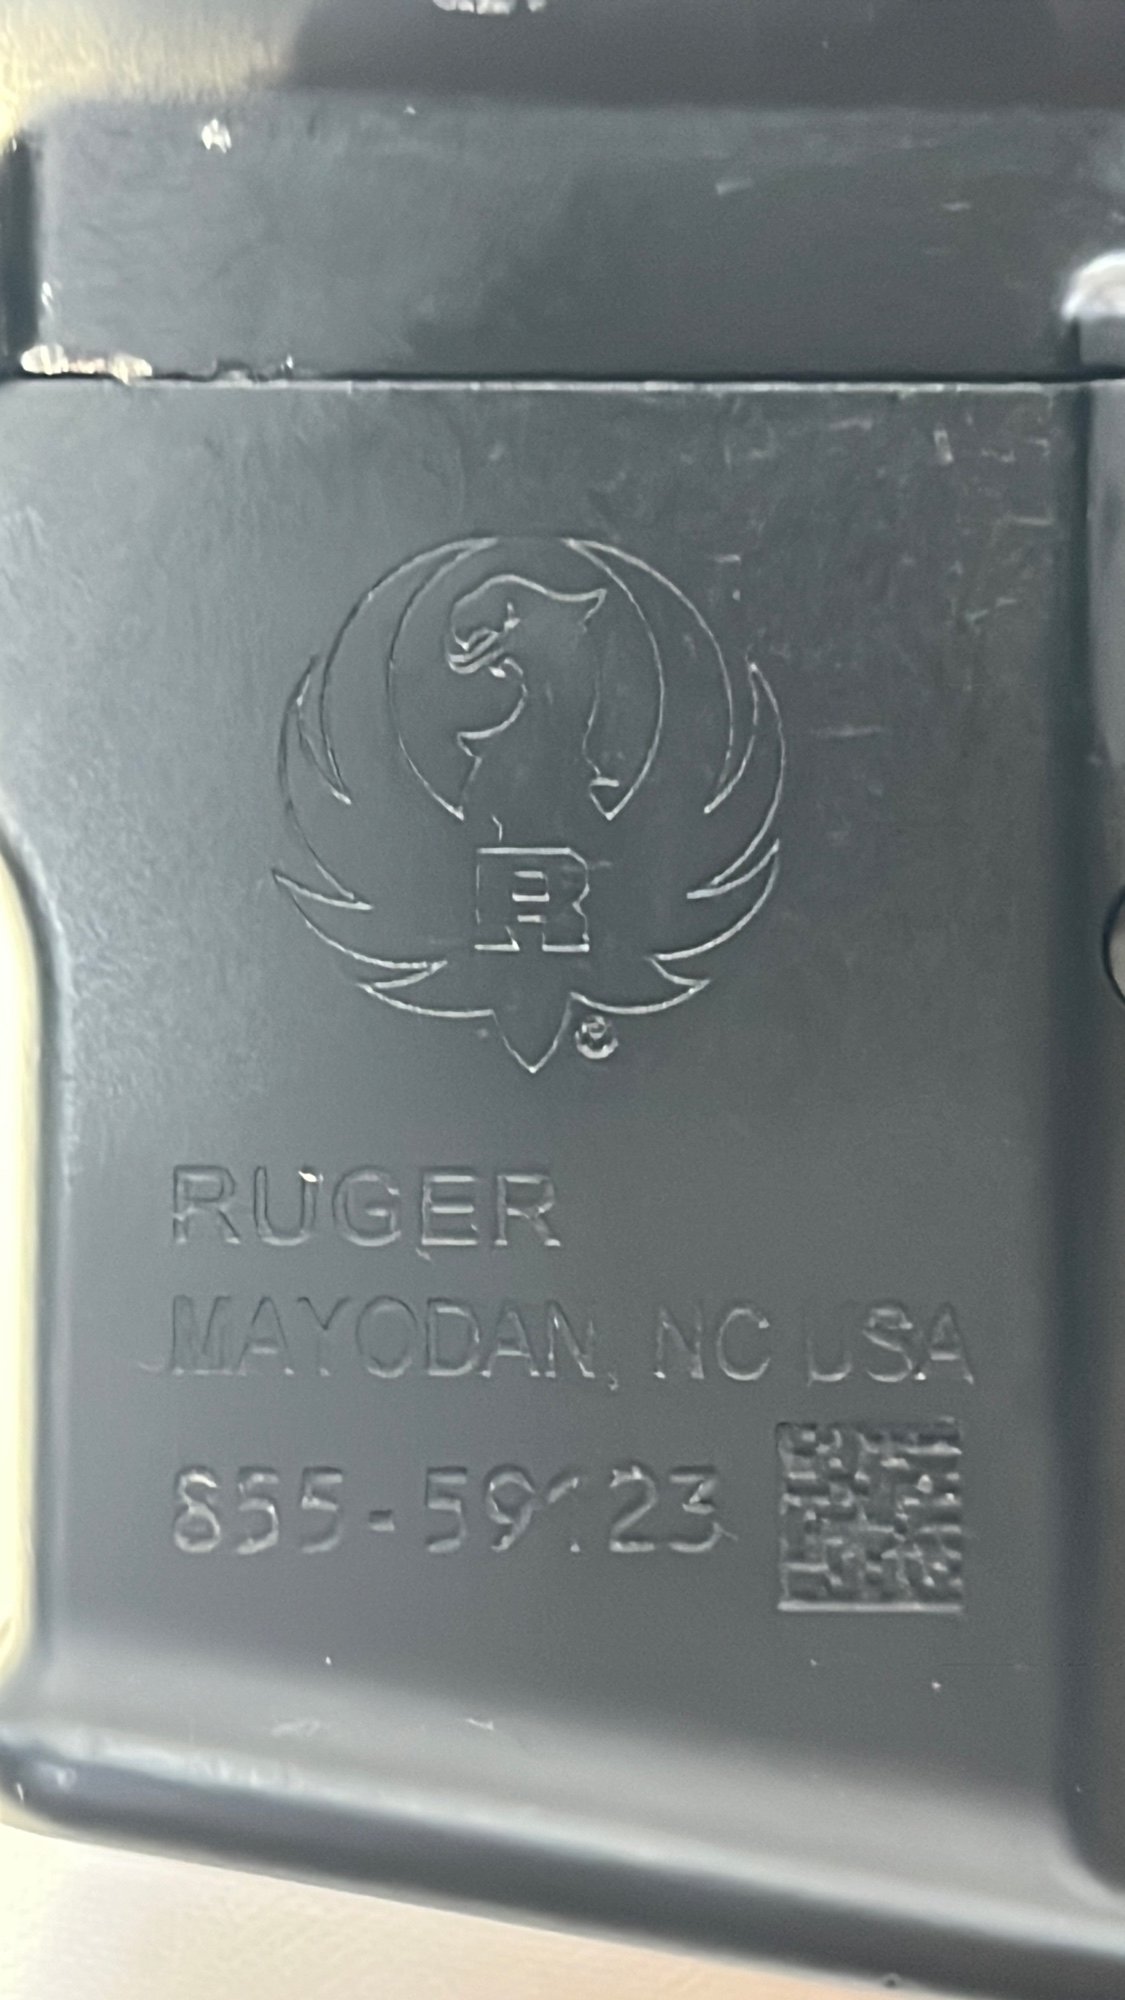 R
®
RUGER
MAYODAN, NC USA
855-59123